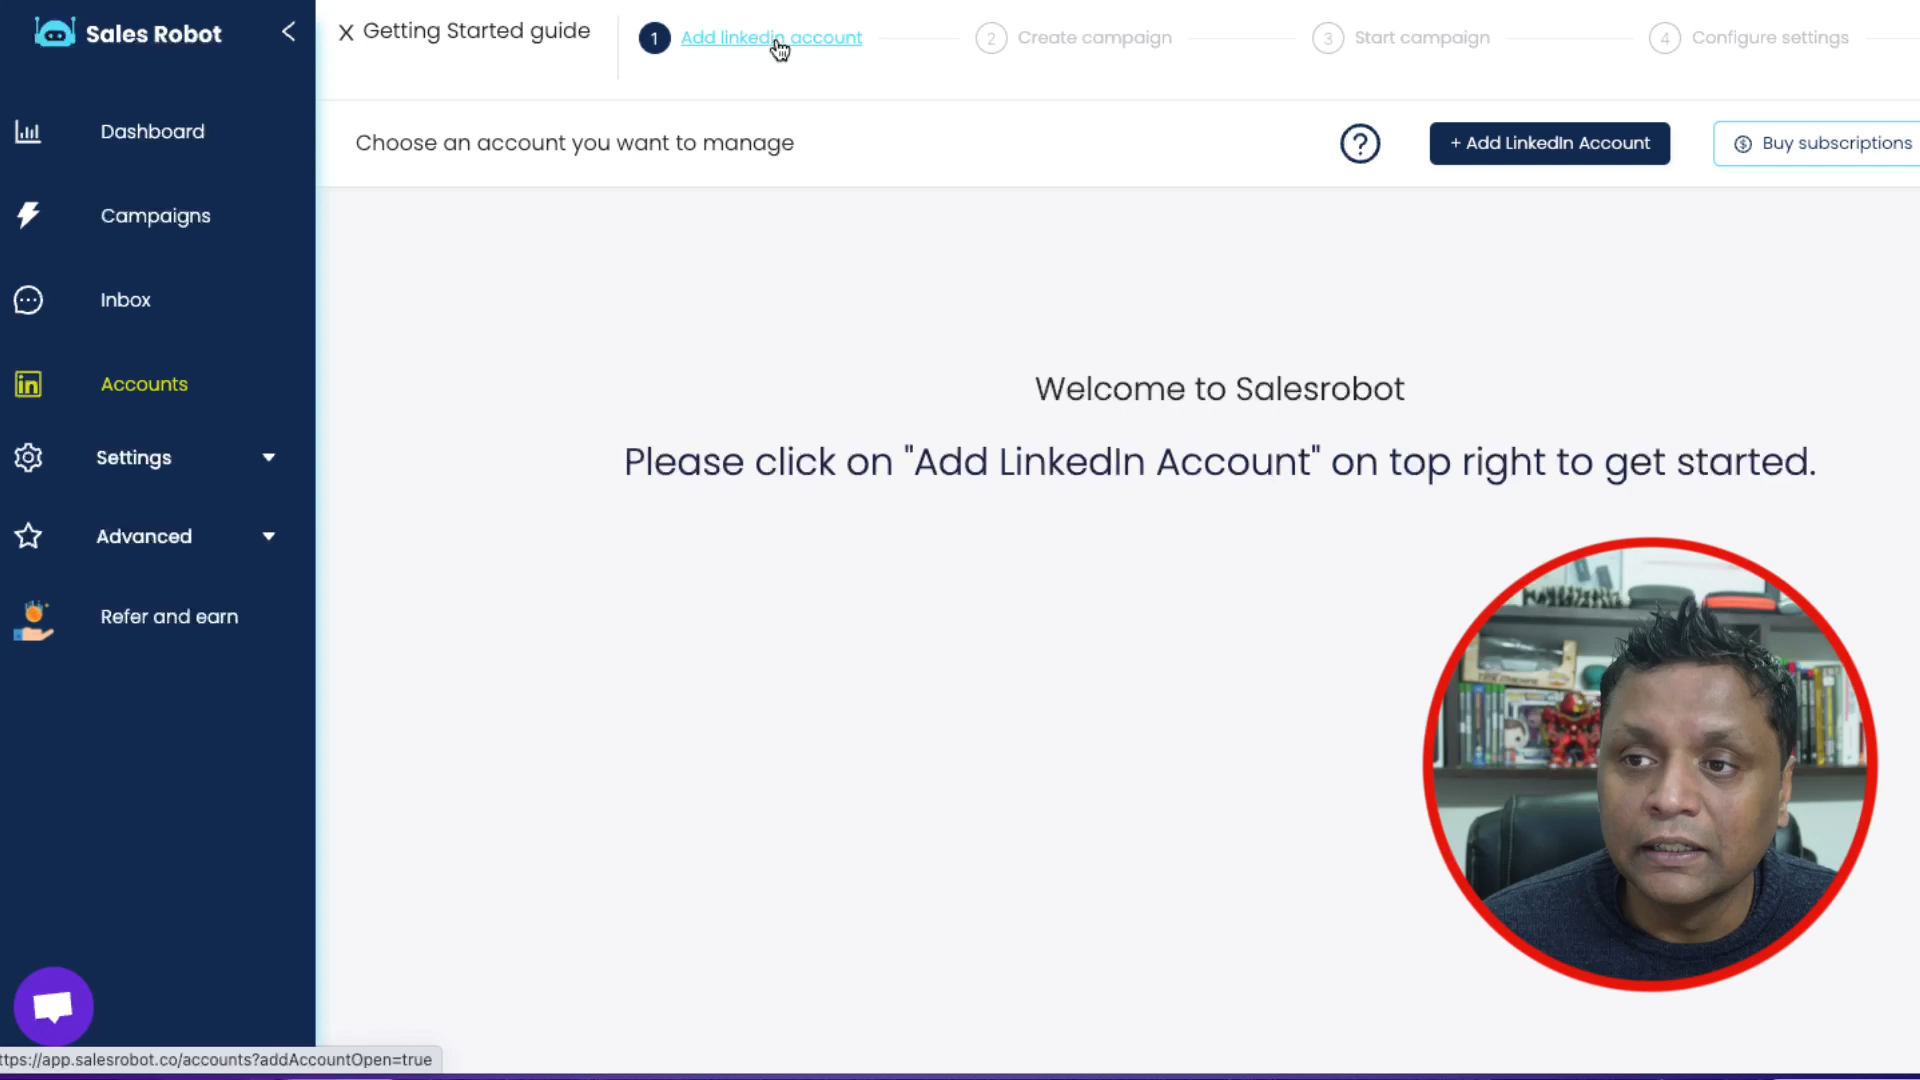 Sales Robot
Dashboard
Campaigns
Inbox
Accounts
Settings
Advanced
Refer and earn
X Getting Started guide
1 Add linkedin account
2 Create campaign
3 Start campaign
4 Configure settings
Choose an account you want to manage
?
+ Add LinkedIn Account
$ Buy subscriptions
Welcome to Salesrobot
Please click on "Add LinkedIn Account" on top right to get started.
ttps://app.salesrobot.co/accounts?addAccountOpen=true